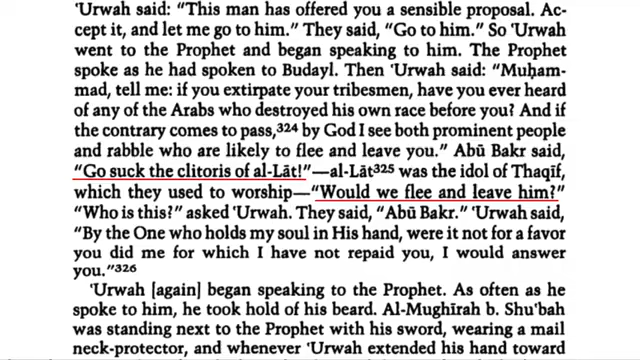 'Urwah said: "This man has offered you a sensible proposal. Ac-
cept it, and let me go to him." They said, "Go to him." So 'Urwah
went to the Prophet and began speaking to him. The Prophet
spoke as he had spoken to Budayl. Then 'Urwah said: "Muḥam-
mad, tell me: if you extirpate your tribesmen, have you ever heard
of any of the Arabs who destroyed his own race before you? And if
the contrary comes to pass,³²⁴ by God I see both prominent people
and rabble who are likely to flee and leave you." Abū Bakr said,
"Go suck the clitoris of al-Lāt!"—al-Lāt³²⁵ was the idol of Thaqīf,
which they used to worship—"Would we flee and leave him?"
"Who is this?" asked 'Urwah. They said, "Abū Bakr." 'Urwah said,
"By the One who holds my soul in His hand, were it not for a favor
you did me for which I have not repaid you, I would answer
you."³²⁶
'Urwah [again] began speaking to the Prophet. As often as he
spoke to him, he took hold of his beard. Al-Mughīrah b. Shu'bah
was standing next to the Prophet with his sword, wearing a mail
neck-protector, and whenever 'Urwah extended his hand toward